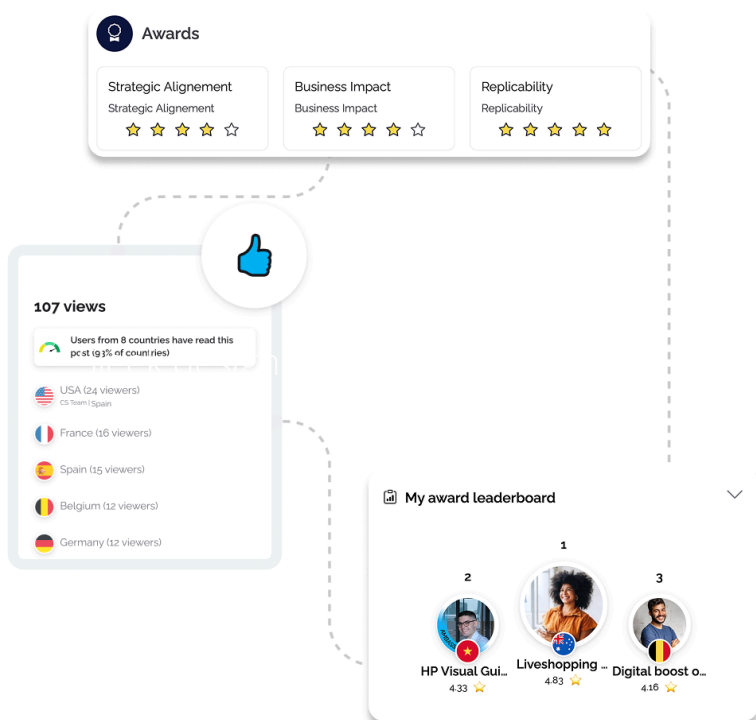 Awards
Strategic Alignement
Strategic Alignement
Business Impact
Business Impact
Replicability
Replicability
107 views
Users from 8 countries have read this
post (93% of countries)
USA (24 viewers)
CS Team | Spain
France (16 viewers)
Spain (15 viewers)
Belgium (12 viewers)
Germany (12 viewers)
My award leaderboard
1
2
3
HP Visual Gui...
Liveshopping ...
Digital boost o...
4.33
4.83
4.16